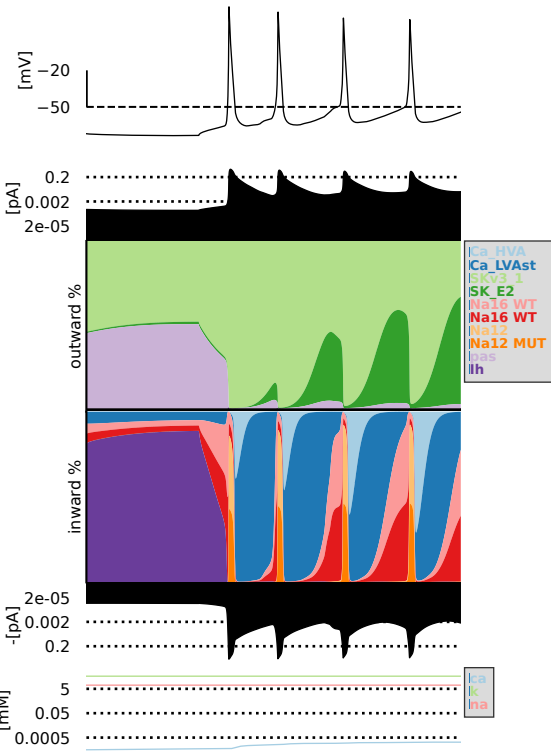 [mV]
−20
−50
[pA]
0.2
0.002
2e-05
outward %
Ca_HVA
Ca_LVAst
SKv3_1
SK_E2
Na16 WT
Na16 WT
Na12
Na12 MUT
pas
Ih
inward %
-[pA]
2e-05
0.002
0.2
[mM]
5
0.05
0.0005
ca
k
na